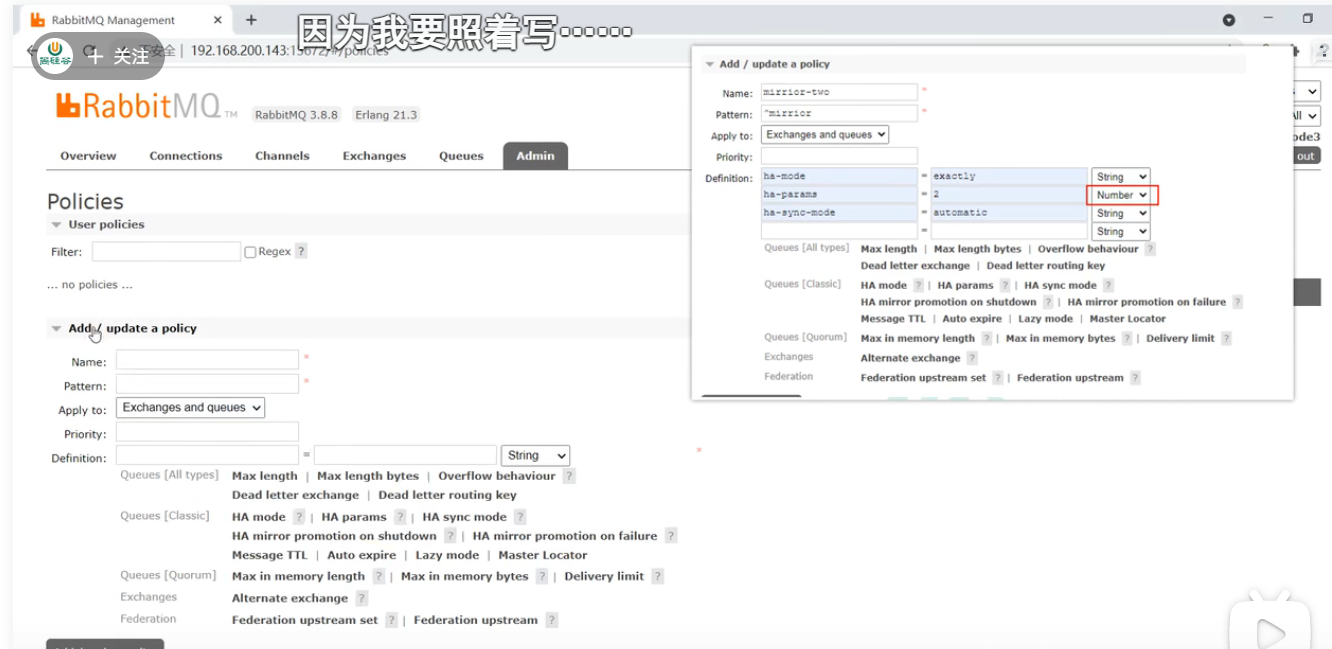 RabbitMQ Management
因为我要照着写……
尚硅谷
+ 关注
安全 | 192.168.200.143:15672/#/policies
RabbitMQ TM
RabbitMQ 3.8.8 Erlang 21.3
Overview Connections Channels Exchanges Queues Admin
Policies
User policies
Filter: Regex ?
... no policies ...
Add / update a policy
Name: *
Pattern: *
Apply to: Exchanges and queues
Priority:
Definition: = String *
Queues [All types] Max length | Max length bytes | Overflow behaviour ?
Dead letter exchange | Dead letter routing key
Queues [Classic] HA mode ? | HA params ? | HA sync mode ?
HA mirror promotion on shutdown ? | HA mirror promotion on failure ?
Message TTL | Auto expire | Lazy mode | Master Locator
Queues [Quorum] Max in memory length ? | Max in memory bytes ? | Delivery limit ?
Exchanges Alternate exchange ?
Federation Federation upstream set ? | Federation upstream ?
Add / update a policy
Name: mirrior-two *
Pattern: ^mirrior *
Apply to: Exchanges and queues
Priority:
Definition: ha-mode = exactly String
ha-params = 2 Number
ha-sync-mode = automatic String
= String
Queues [All types] Max length | Max length bytes | Overflow behaviour ?
Dead letter exchange | Dead letter routing key
Queues [Classic] HA mode ? | HA params ? | HA sync mode ?
HA mirror promotion on shutdown ? | HA mirror promotion on failure ?
Message TTL | Auto expire | Lazy mode | Master Locator
Queues [Quorum] Max in memory length ? | Max in memory bytes ? | Delivery limit ?
Exchanges Alternate exchange ?
Federation Federation upstream set ? | Federation upstream ?
All
ode3
out